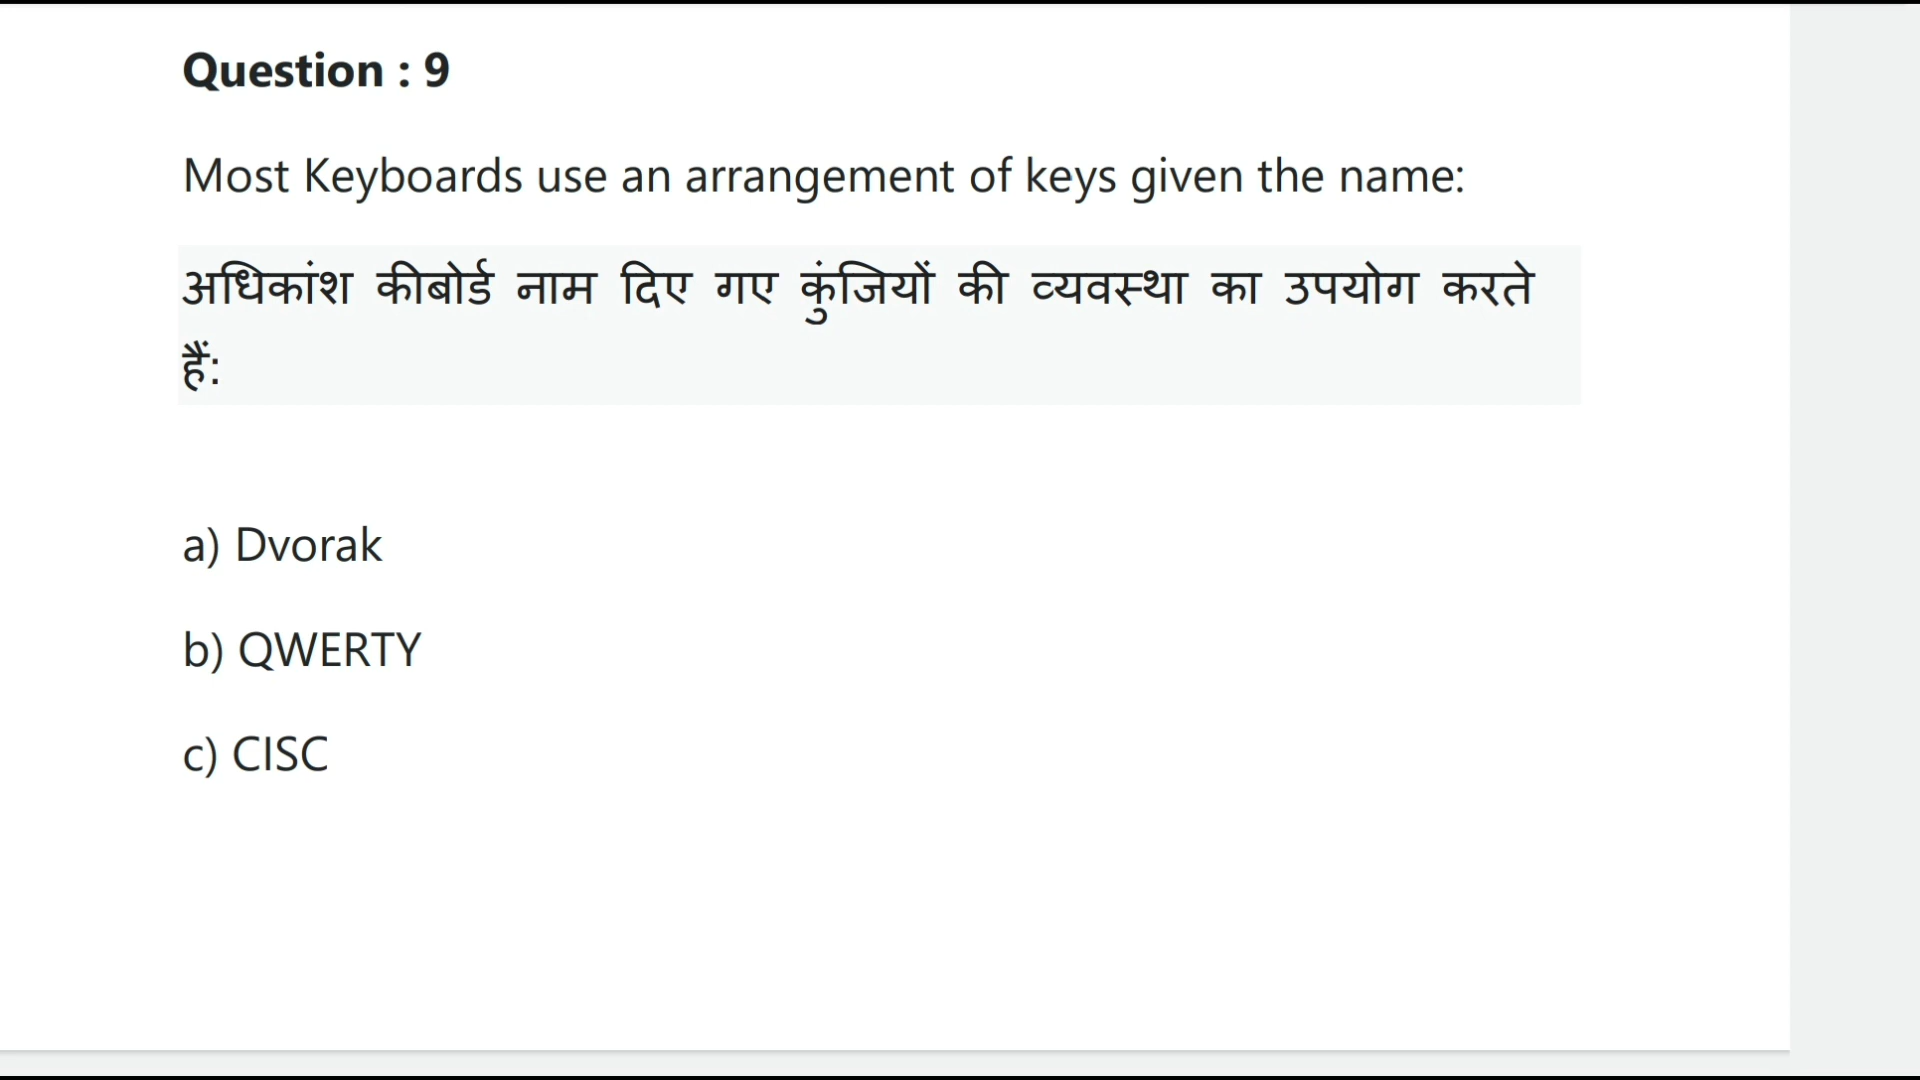 Question : 9
Most Keyboards use an arrangement of keys given the name:
अधिकांश कीबोर्ड नाम दिए गए कुंजियों की व्यवस्था का उपयोग करते
हैं:
a) Dvorak
b) QWERTY
c) CISC